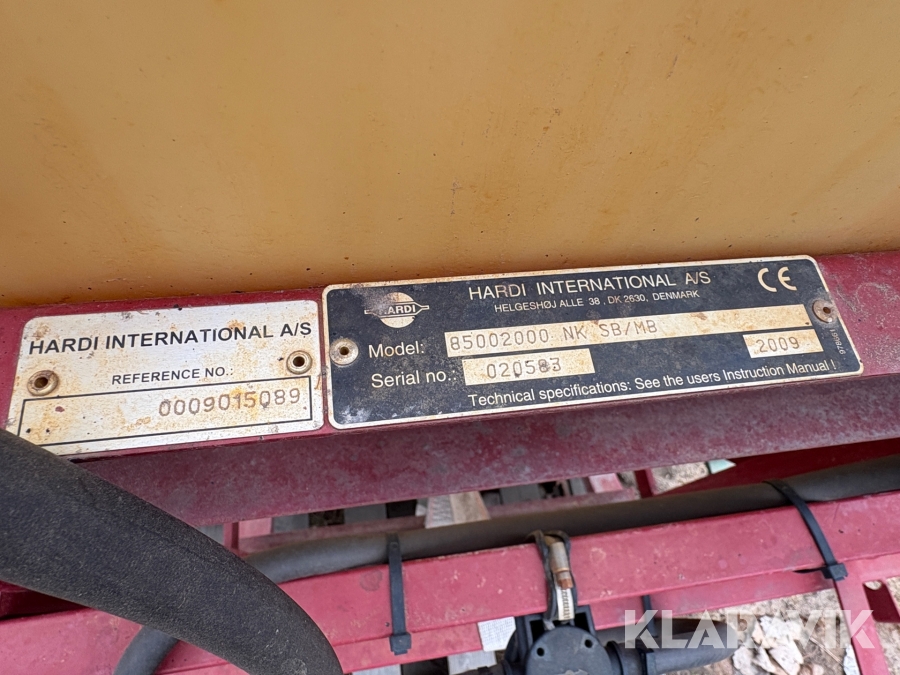 HARDI INTERNATIONAL A/S
REFERENCE NO.:
0009015089
HARDI INTERNATIONAL A/S
HELGESHØJ ALLE 38, DK 2630, DENMARK
CE
HARDI
Model: 85002000 NK SB/MB
2009
Serial no.: 020583
Technical specifications: See the users Instruction Manual !
KLARAVIK